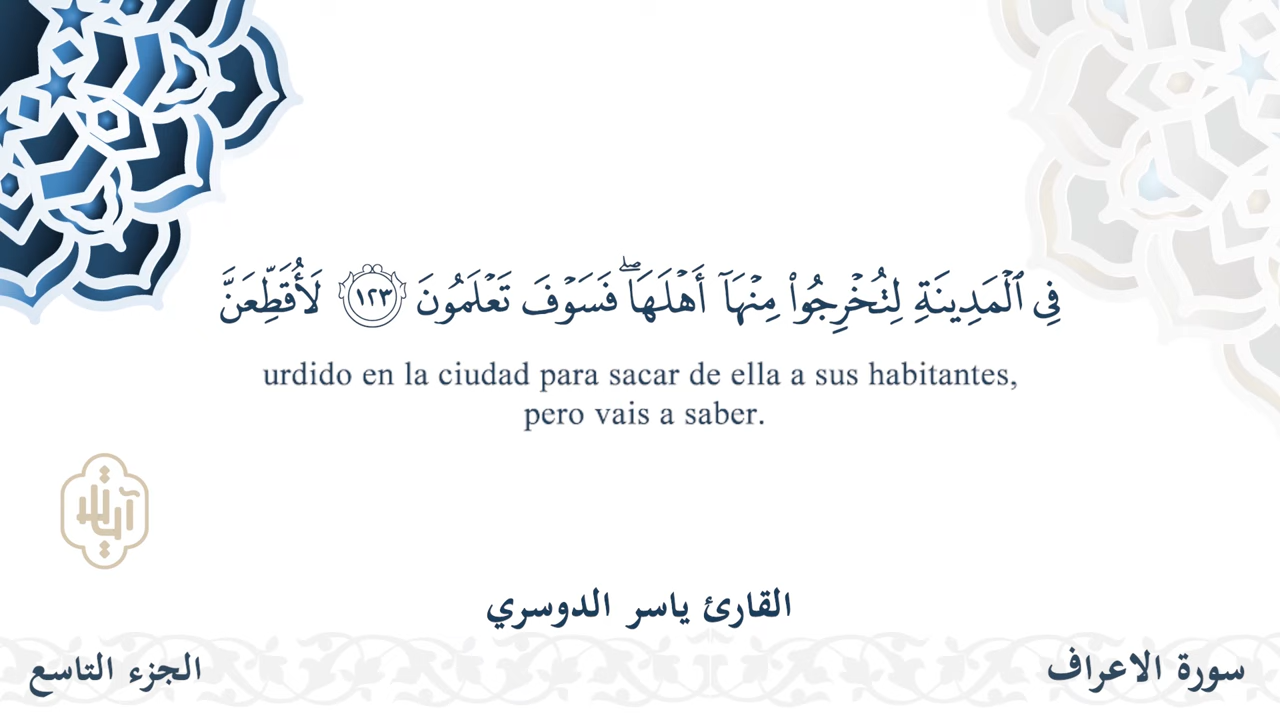 فِي ٱلۡمَدِينَةِ لِتُخۡرِجُواْ مِنۡهَآ أَهۡلَهَاۖ فَسَوۡفَ تَعۡلَمُونَ ١٢٣ لَأُقَطِّعَنَّ
urdido en la ciudad para sacar de ella a sus habitantes,
pero vais a saber.
آيات
القارئ ياسر الدوسري
سورة الاعراف
الجزء التاسع